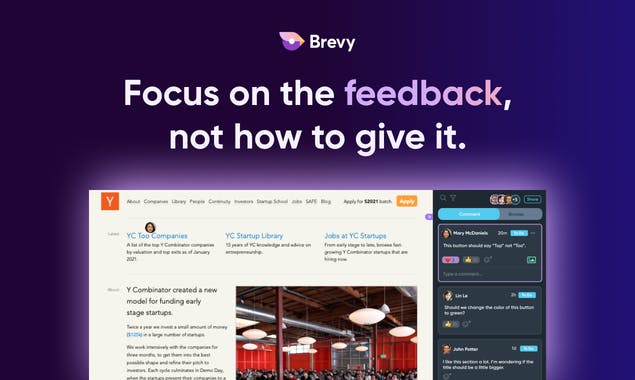 Brevy
Focus on the feedback,
not how to give it.
Y
About Companies Library People Continuity Investors Startup School Jobs SAFE Blog
Apply for S2021 batch.
Apply
+5
Share
Comment
Browse
Latest
YC Too Companies
A list of the top Y Combinator companies
by valuation and top exits as of January
2021.
YC Startup Library
15 years of YC knowledge and advice on
entrepreneurship.
Jobs at YC Startups
From early stage to late, browse fast-
growing Y Combinator startups that are
hiring now.
Mary McDaniels
20m
To Do
This button should say "Top" not "Too".
Type a comment...
Lin Le
2h
To Do
Should we change the color of this button
to green?
John Potter
1d
To Do
I like this section a lot. I'm wondering if the
title should be a little bigger.
About
Y Combinator created a new
model for funding early
stage startups.
Twice a year we invest a small amount of money
($125k) in a large number of startups.
We work intensively with the companies for
three months, to get them into the best
possible shape and refine their pitch to
investors. Each cycle culminates in Demo Day,
when the startups present their companies to a